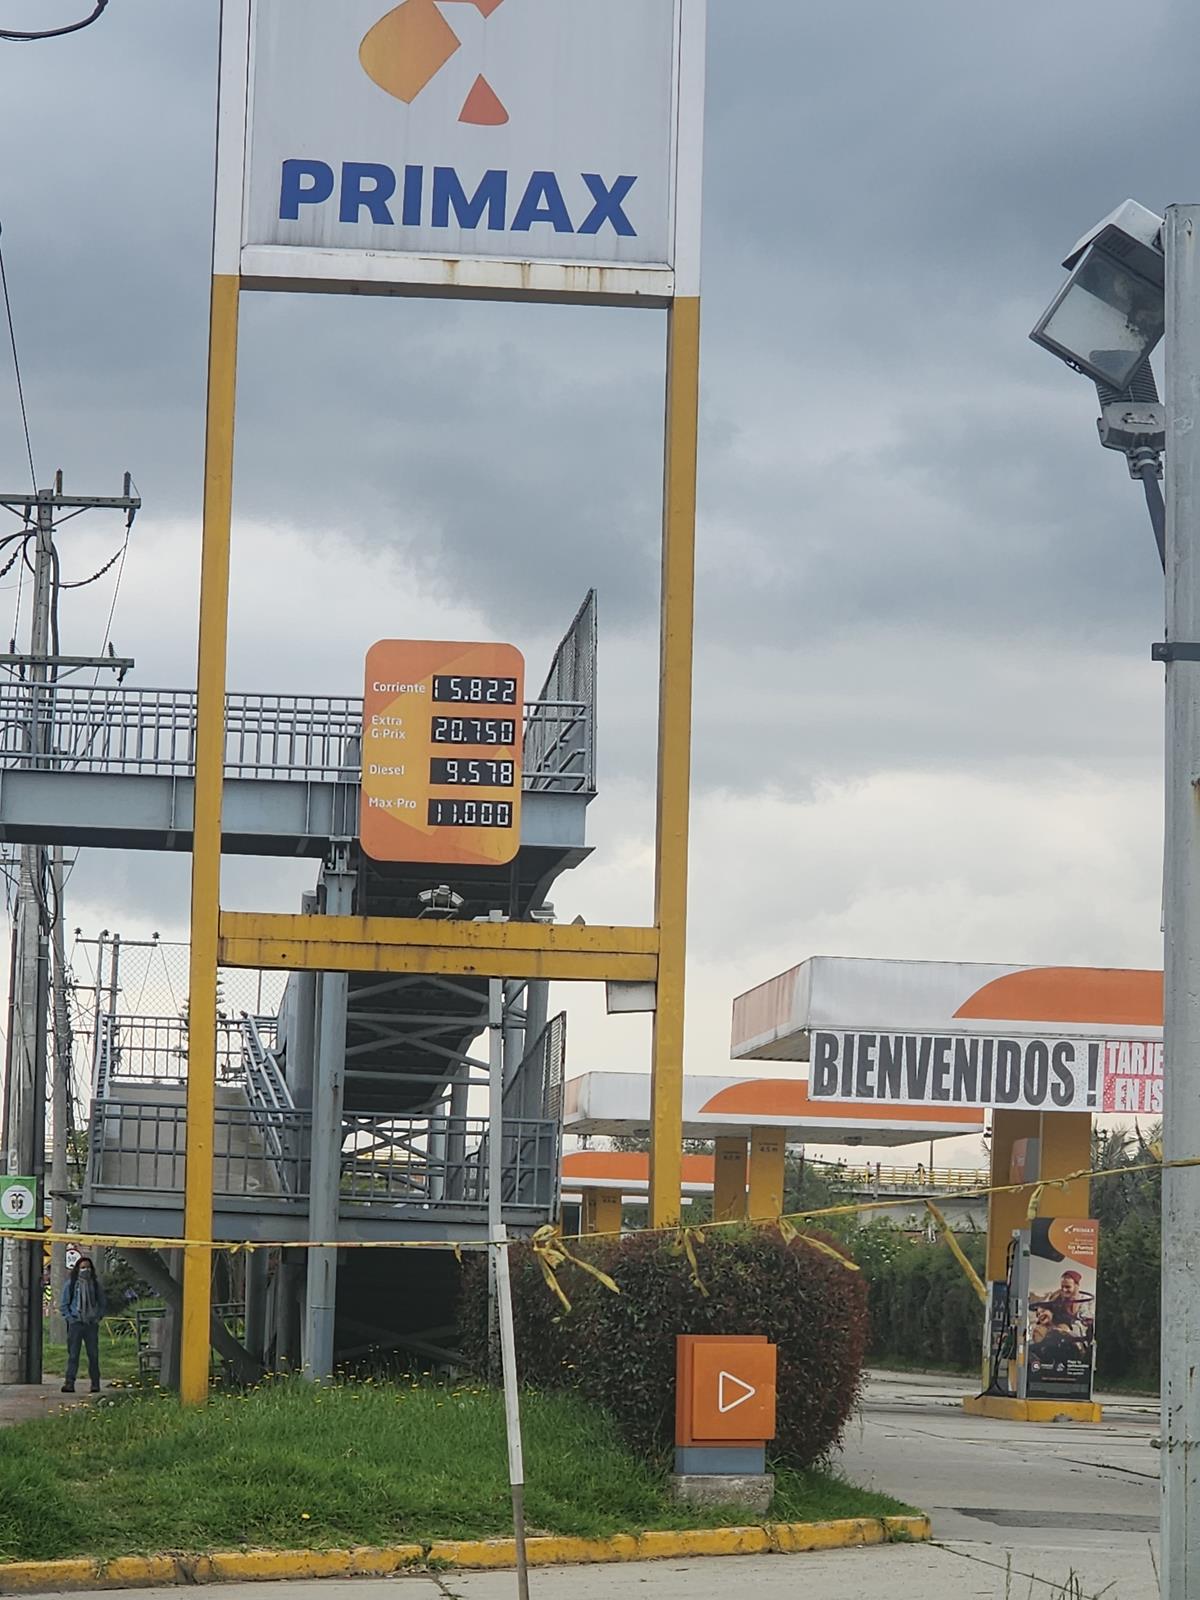 PRIMAX
Corriente 15.822
Extra
G-Prix 20.750
Diesel 9.578
Max-Pro 11.000
BIENVENIDOS!
TARJE
EN IS
PRIMAX